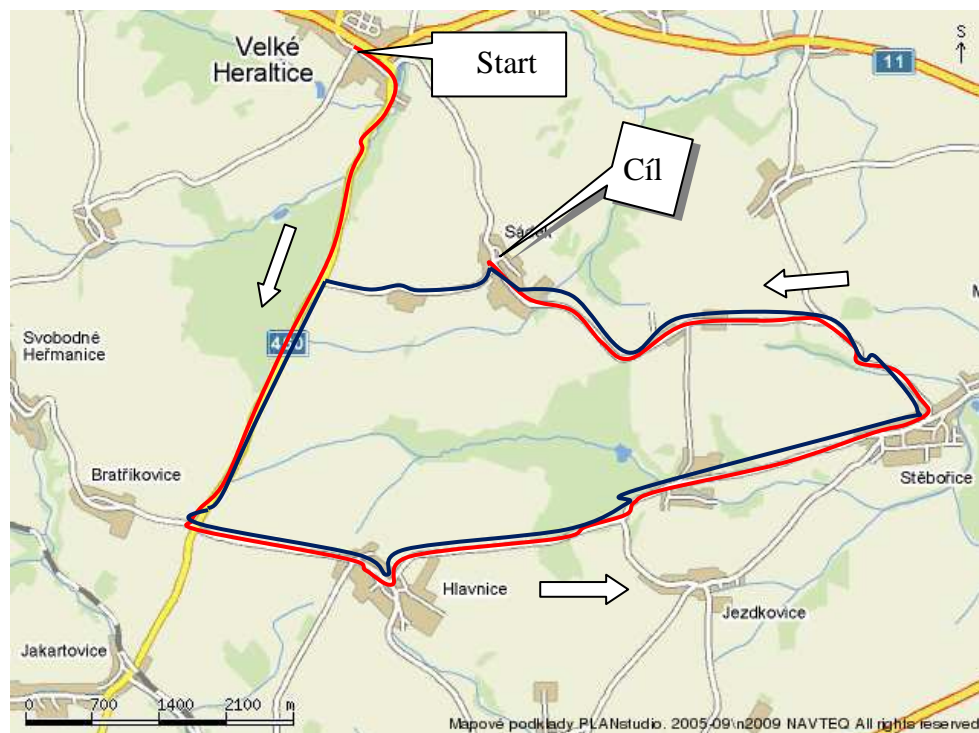 Velké
Heraltice
Start
S
11
Cíl
Sádek
Svobodné
Heřmanice
Bratříkovice
Stěbořice
Hlavnice
Jezdkovice
Jakartovice
0 700 1400 2100 m
Mapové podklady PLANstudio. 2005-09\n2009 NAVTEQ All rights reserved